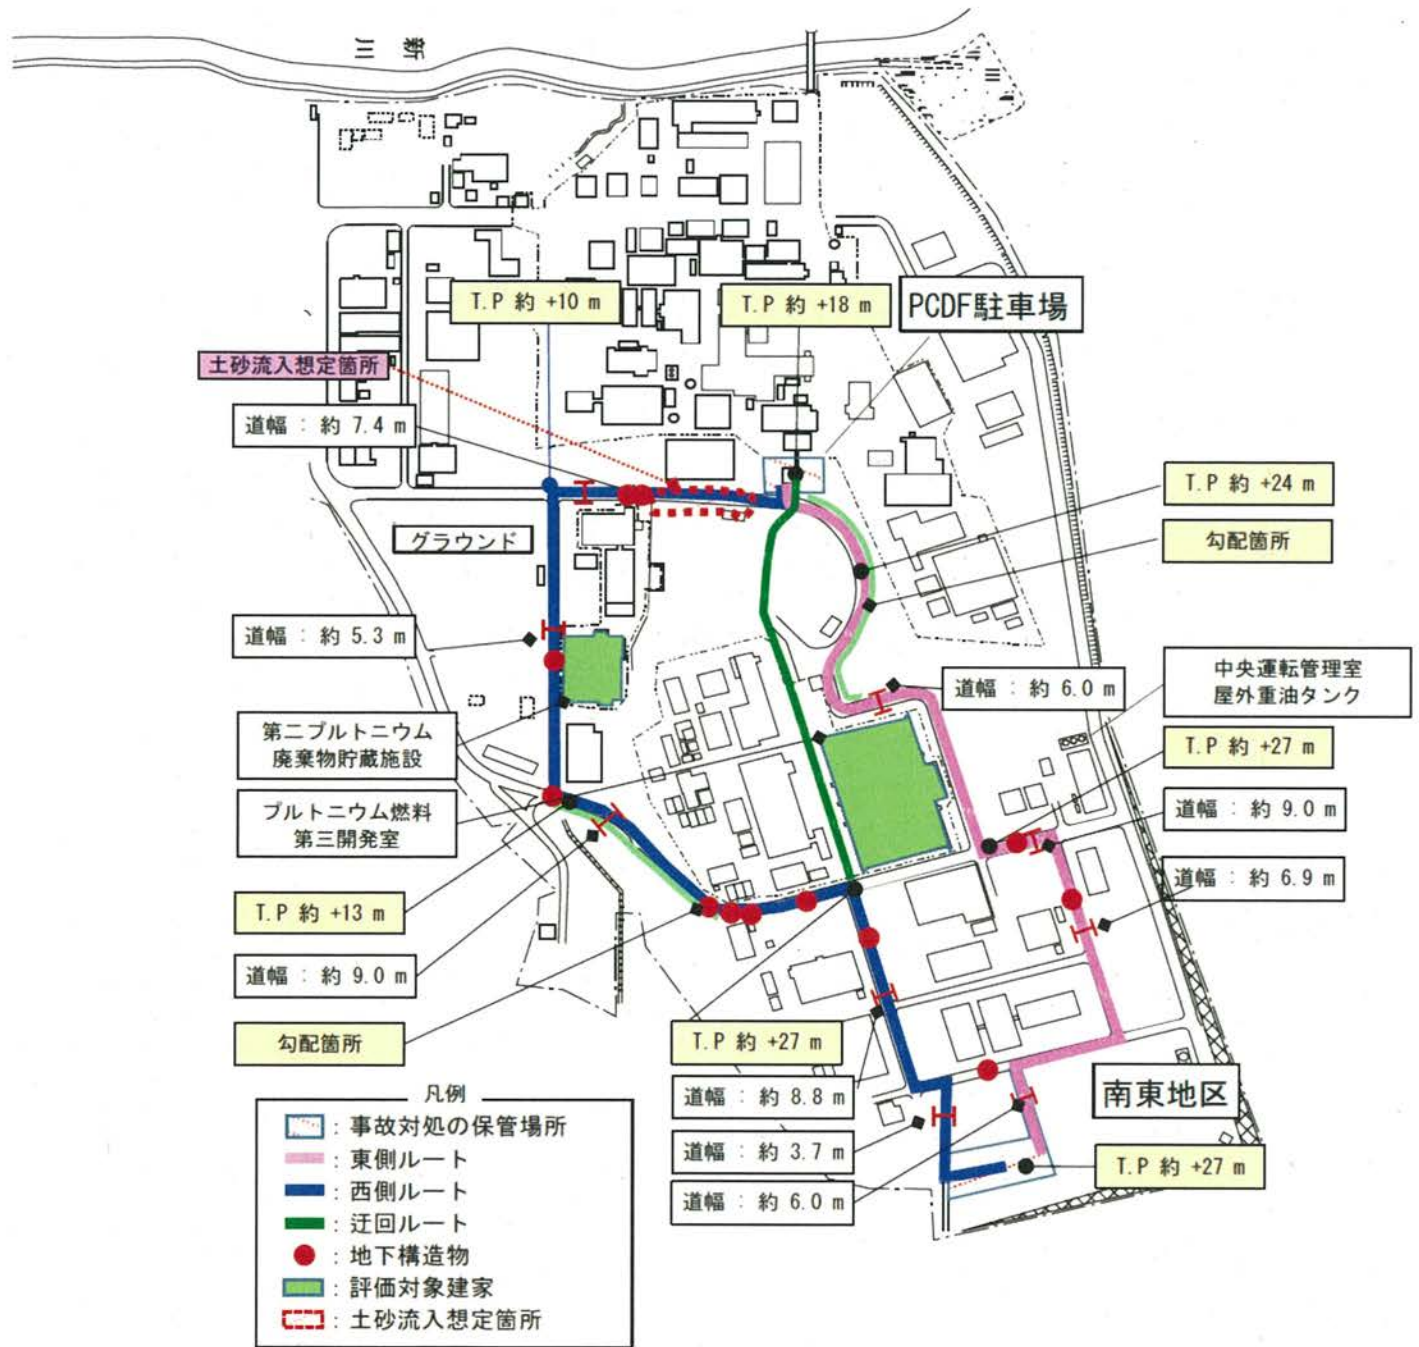 新川
T.P 約 +10 m
T.P 約 +18 m
PCDF駐車場
土砂流入想定箇所
道幅 : 約 7.4 m
T.P 約 +24 m
勾配箇所
グラウンド
道幅 : 約 5.3 m
道幅 : 約 6.0 m
中央運転管理室
屋外重油タンク
T.P 約 +27 m
第二プルトニウム
廃棄物貯蔵施設
プルトニウム燃料
第三開発室
道幅 : 約 9.0 m
道幅 : 約 6.9 m
T.P 約 +13 m
道幅 : 約 9.0 m
勾配箇所
T.P 約 +27 m
道幅 : 約 8.8 m
道幅 : 約 3.7 m
道幅 : 約 6.0 m
南東地区
T.P 約 +27 m
凡例
: 事故対処の保管場所
: 東側ルート
: 西側ルート
: 迂回ルート
: 地下構造物
: 評価対象建家
: 土砂流入想定箇所